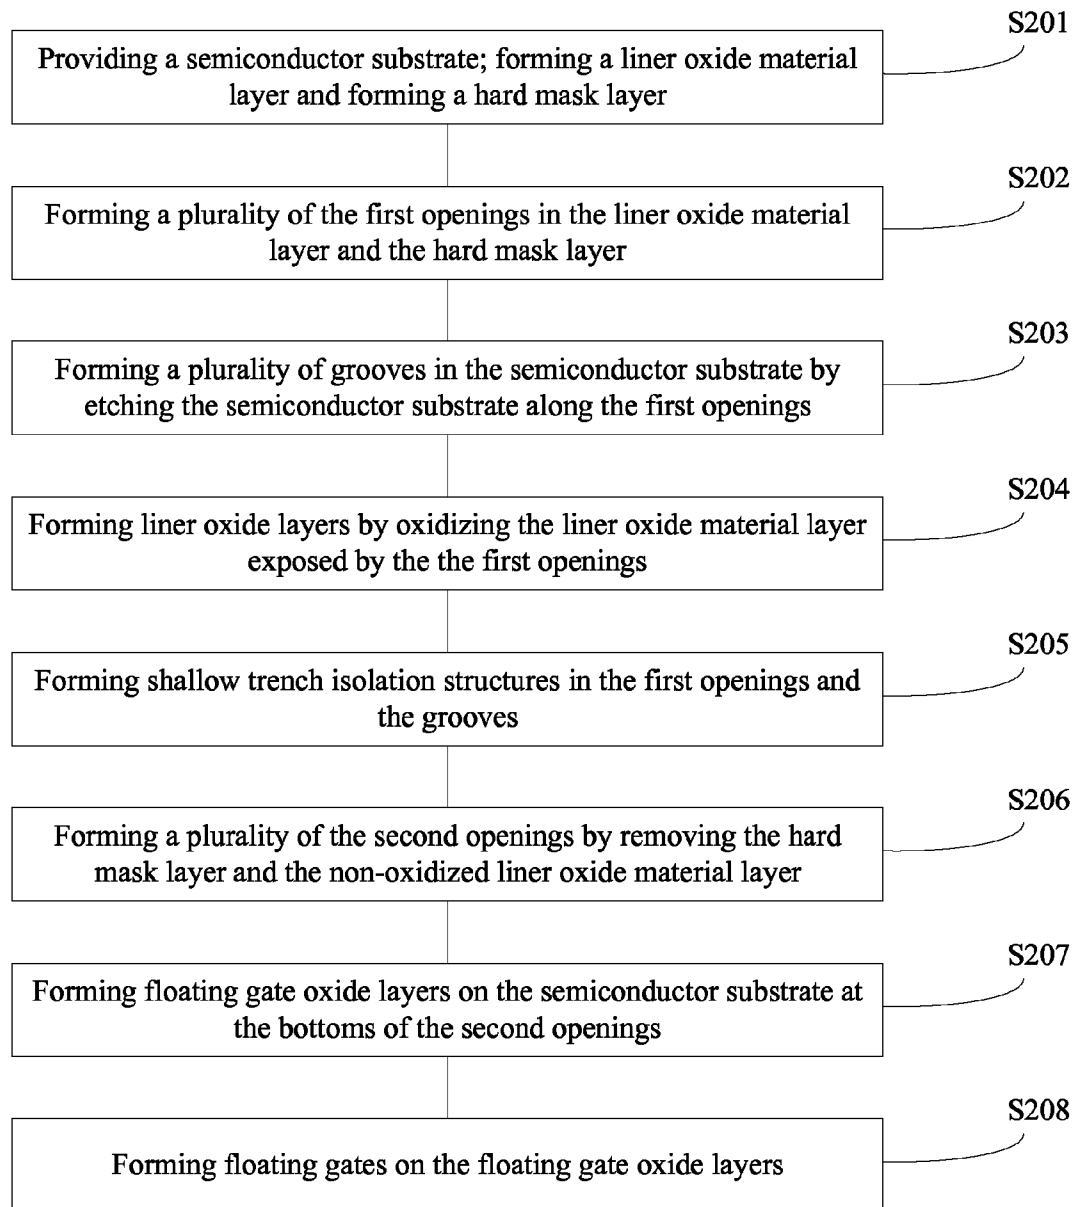 S201
Providing a semiconductor substrate; forming a liner oxide material
layer and forming a hard mask layer
S202
Forming a plurality of the first openings in the liner oxide material
layer and the hard mask layer
S203
Forming a plurality of grooves in the semiconductor substrate by
etching the semiconductor substrate along the first openings
S204
Forming liner oxide layers by oxidizing the liner oxide material layer
exposed by the the first openings
S205
Forming shallow trench isolation structures in the first openings and
the grooves
S206
Forming a plurality of the second openings by removing the hard
mask layer and the non-oxidized liner oxide material layer
S207
Forming floating gate oxide layers on the semiconductor substrate at
the bottoms of the second openings
S208
Forming floating gates on the floating gate oxide layers